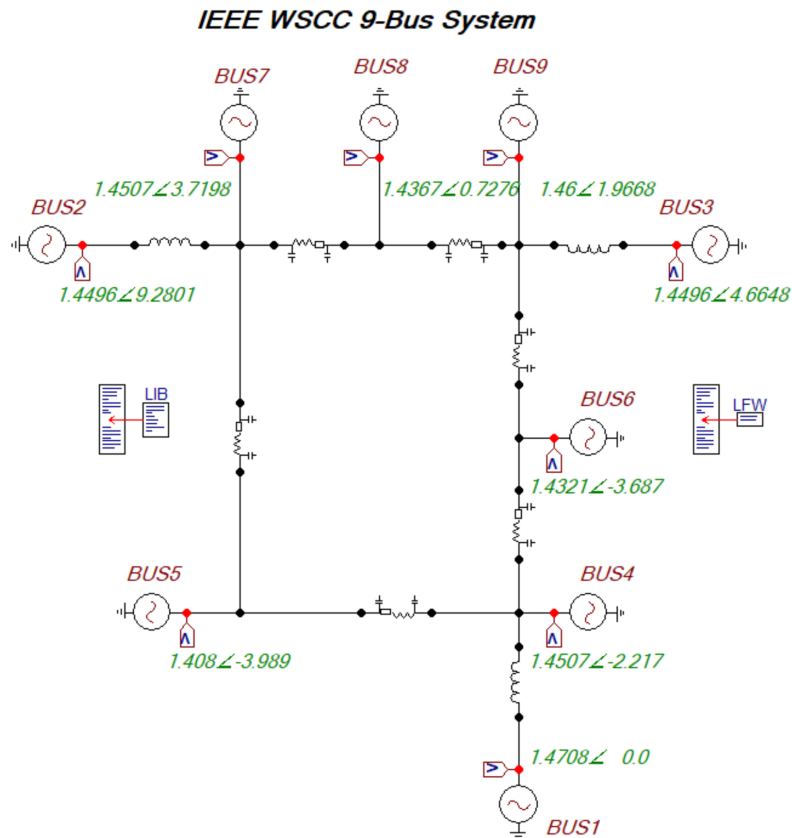 IEEE WSCC 9-Bus System
BUS7
BUS8
BUS9
1.4507∠3.7198
1.4367∠0.7276
1.46∠1.9668
BUS2
BUS3
V
V
V
<
<
1.4496∠9.2801
1.4496∠4.6648
LIB
LFW
BUS6
<
1.4321∠-3.687
BUS5
BUS4
<
<
1.408∠-3.989
1.4507∠-2.217
V
1.4708∠ 0.0
BUS1